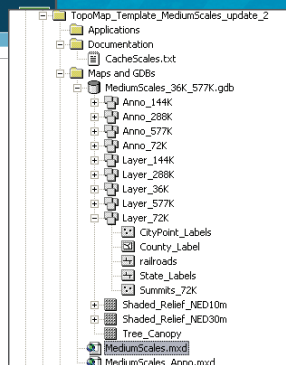 TopoMap_Template_MediumScales_update_2
Applications
Documentation
CacheScales.txt
Maps and GDBs
MediumScales_36K_577K.gdb
Anno_144K
Anno_288K
Anno_577K
Anno_72K
Layer_144K
Layer_288K
Layer_36K
Layer_577K
Layer_72K
CityPoint_Labels
County_Label
railroads
State_Labels
Summits_72K
Shaded_Relief_NED10m
Shaded_Relief_NED30m
Tree_Canopy
MediumScales.mxd
MediumScales_Anno.mxd